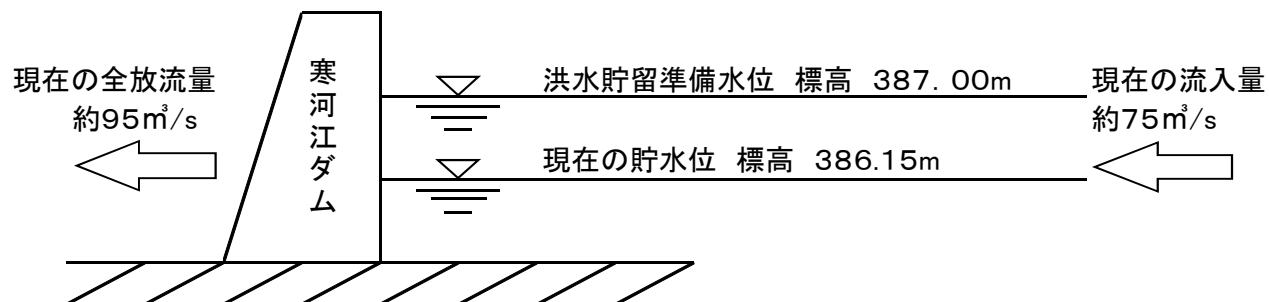 現在の全放流量
約95㎥/s
寒河江ダム
洪水貯留準備水位 標高 387.00m
現在の貯水位 標高 386.15m
現在の流入量
約75㎥/s